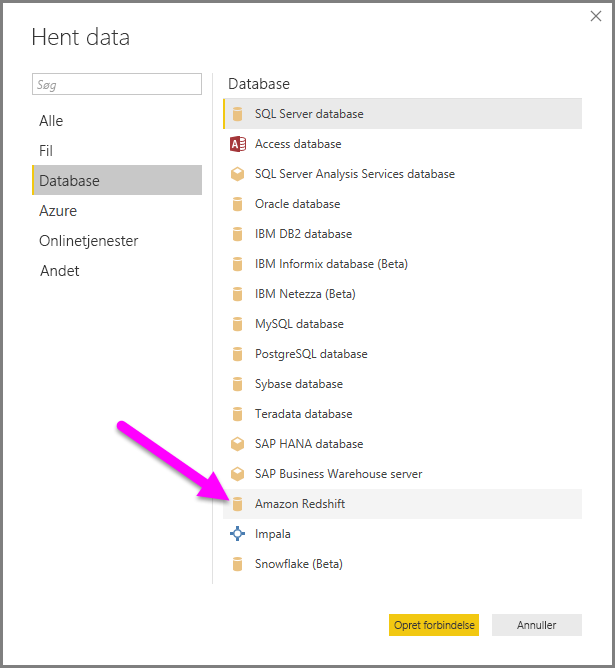 Hent data
Søg
Alle
Fil
Database
Azure
Onlinetjenester
Andet
Database
SQL Server database
Access database
SQL Server Analysis Services database
Oracle database
IBM DB2 database
IBM Informix database (Beta)
IBM Netezza (Beta)
MySQL database
PostgreSQL database
Sybase database
Teradata database
SAP HANA database
SAP Business Warehouse server
Amazon Redshift
Impala
Snowflake (Beta)
Opret forbindelse
Annuller